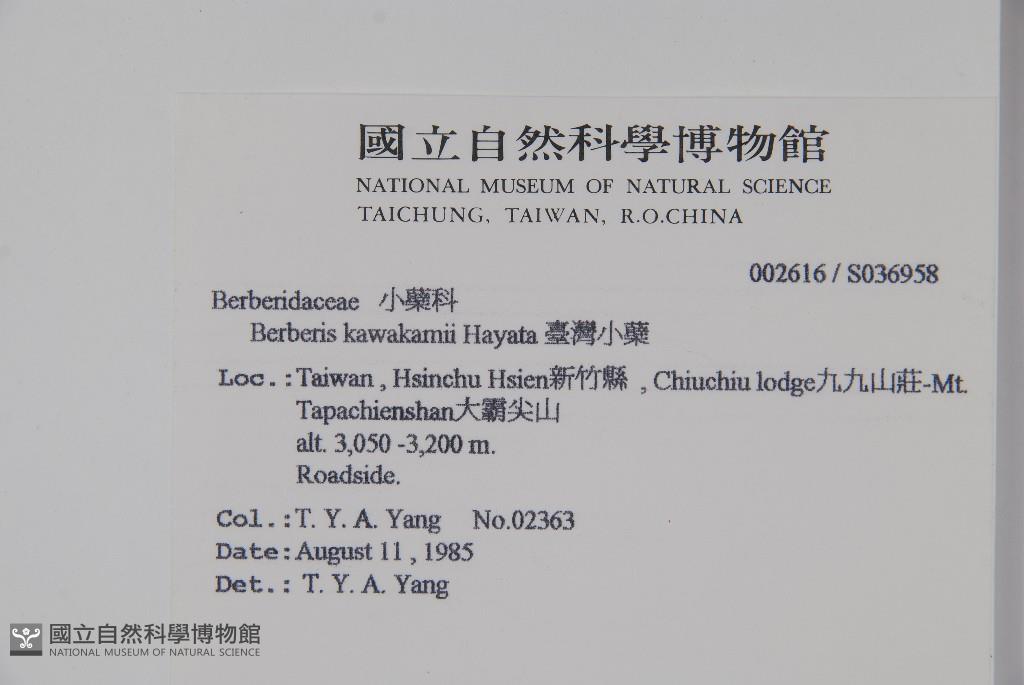 國立自然科學博物館
NATIONAL MUSEUM OF NATURAL SCIENCE
TAICHUNG, TAIWAN, R.O.CHINA
002616 / S036958
Berberidaceae 小蘗科
Berberis kawakamii Hayata 臺灣小蘗
Loc.:Taiwan , Hsinchu Hsien新竹縣 , Chiuchiu lodge九九山莊-Mt.
Tapachienshan大霸尖山
alt. 3,050 -3,200 m.
Roadside.
Col.:T. Y. A. Yang No.02363
Date:August 11 , 1985
Det.: T. Y. A. Yang
國立自然科學博物館
NATIONAL MUSEUM OF NATURAL SCIENCE